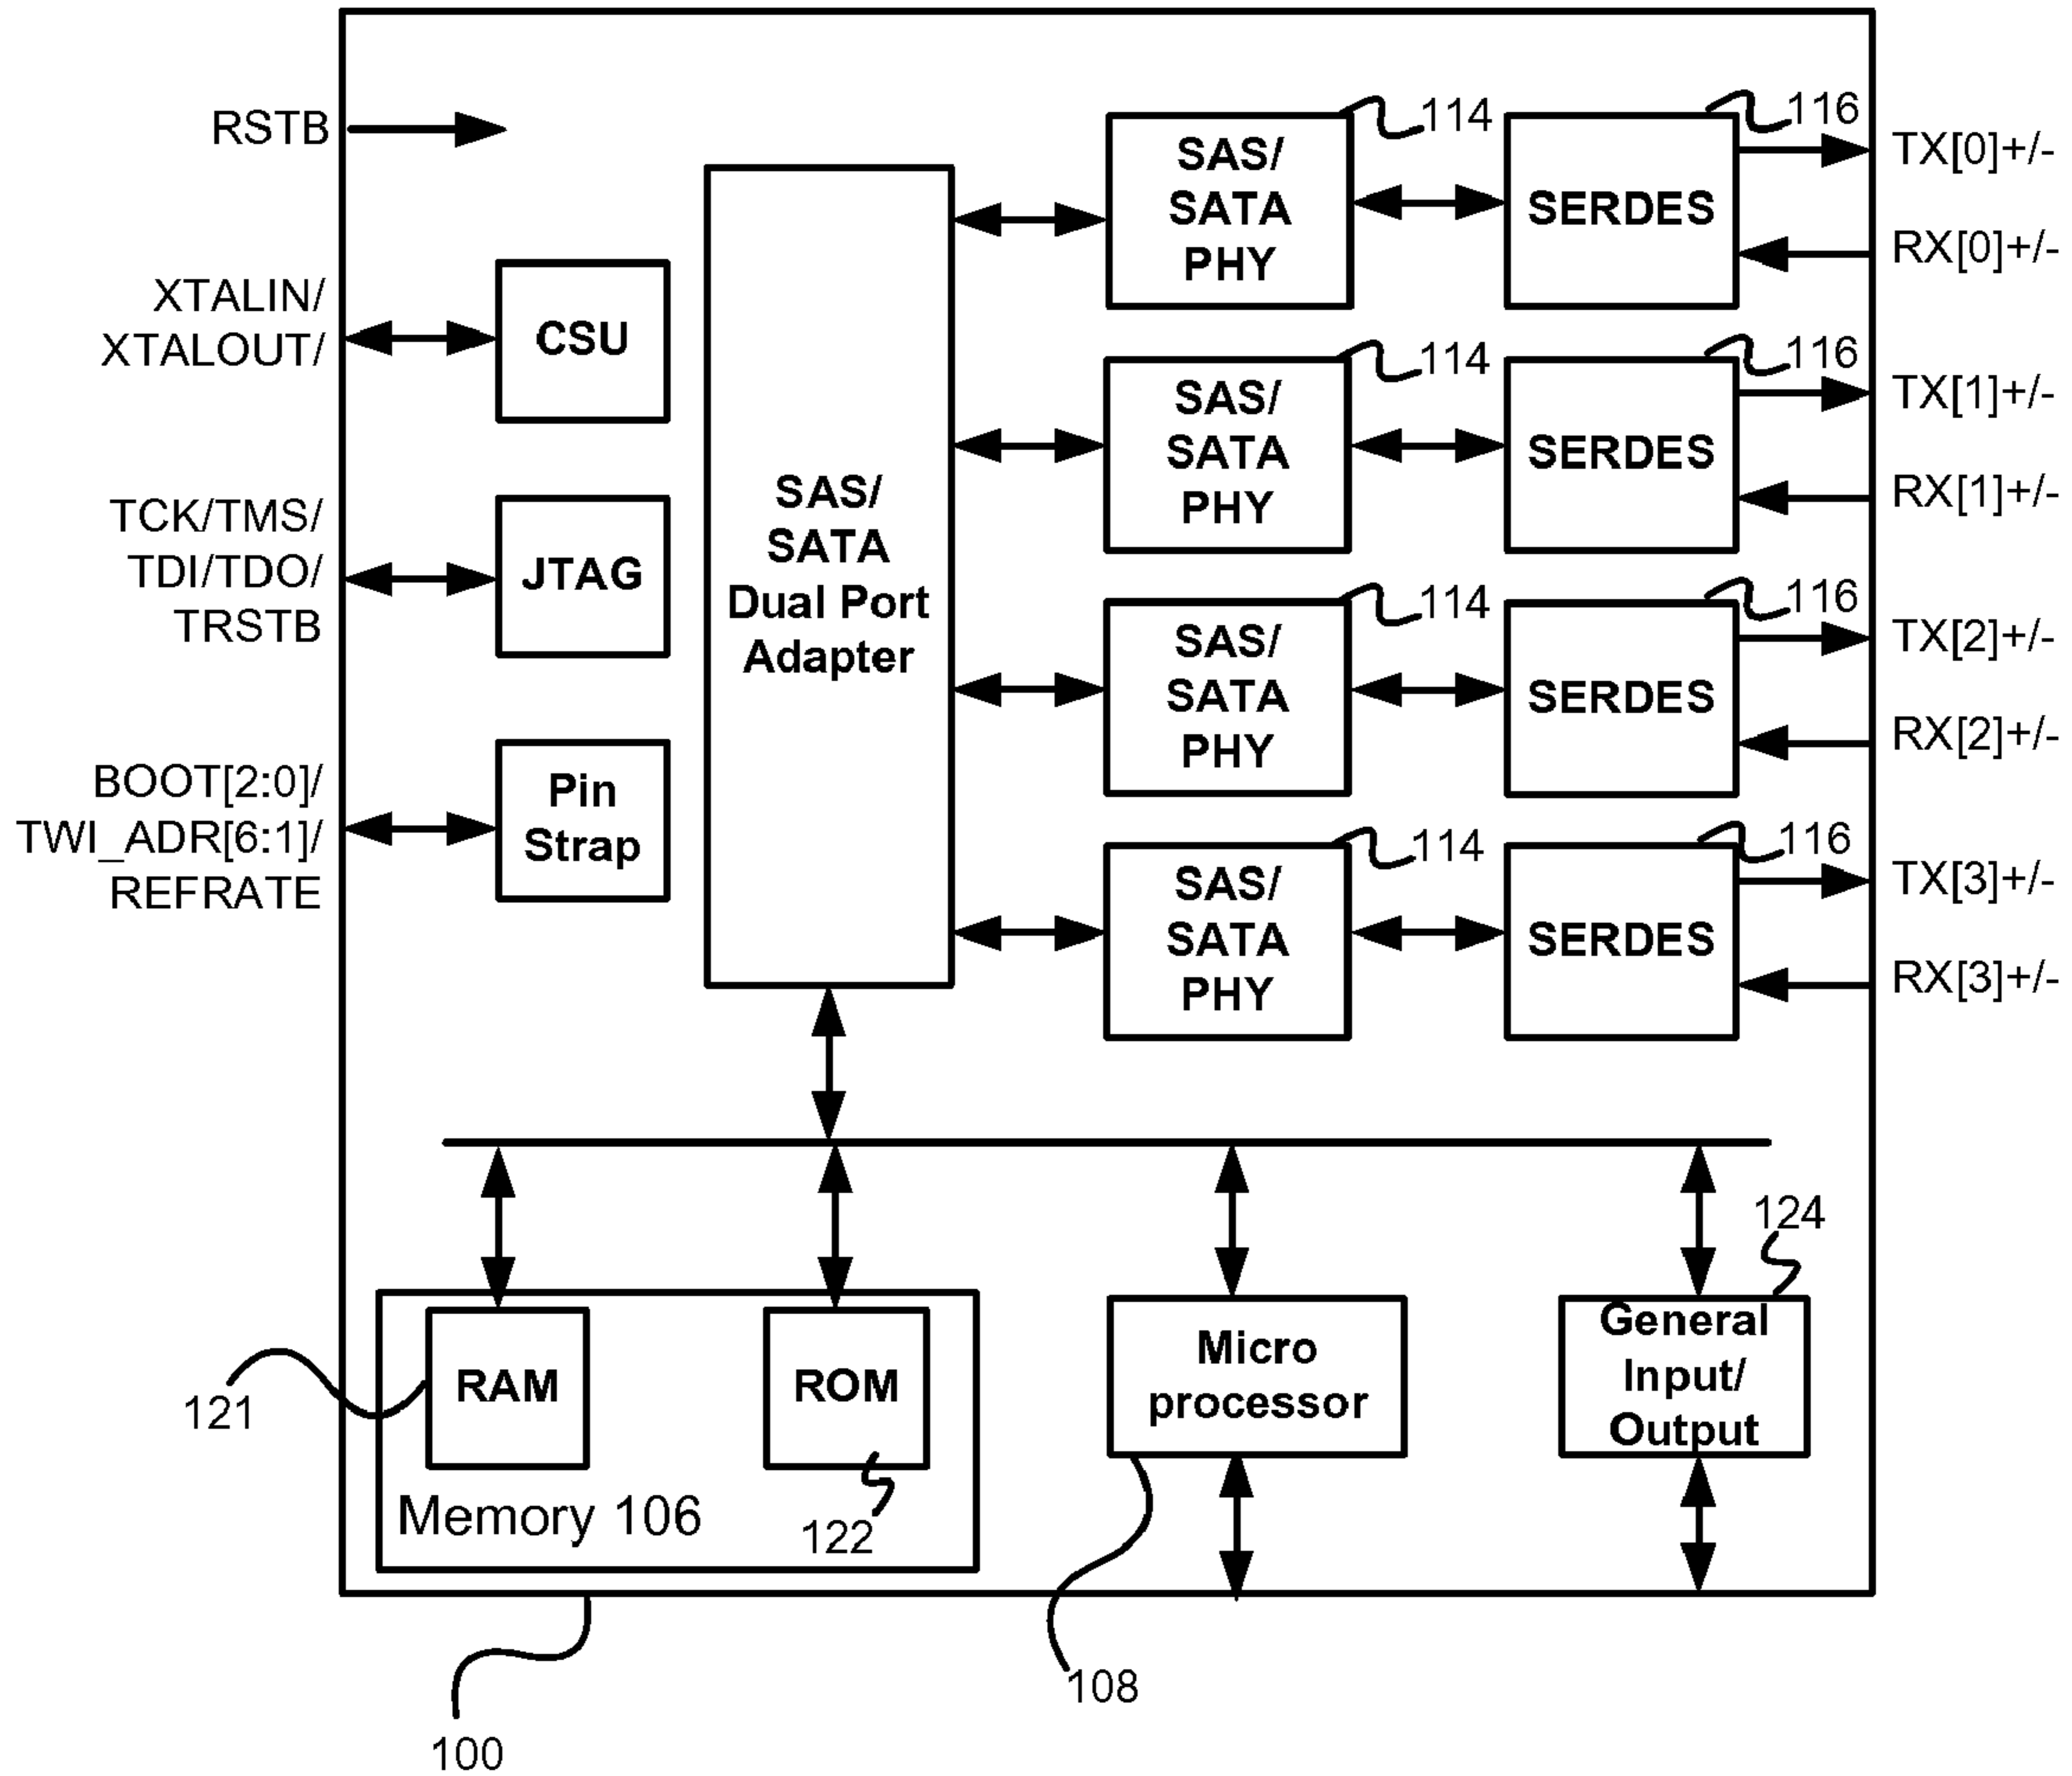 RSTB
XTALIN/
XTALOUT/
TCK/TMS/
TDI/TDO/
TRSTB
BOOT[2:0]/
TWI_ADR[6:1]/
REFRATE
CSU
JTAG
Pin
Strap
SAS/
SATA
Dual Port
Adapter
114
SAS/
SATA
PHY
116
SERDES
TX[0]+/-
RX[0]+/-
114
SAS/
SATA
PHY
116
SERDES
TX[1]+/-
RX[1]+/-
114
SAS/
SATA
PHY
116
SERDES
TX[2]+/-
RX[2]+/-
114
SAS/
SATA
PHY
116
SERDES
TX[3]+/-
RX[3]+/-
121
RAM
ROM
Memory 106
122
Micro
processor
108
124
General
Input/
Output
100